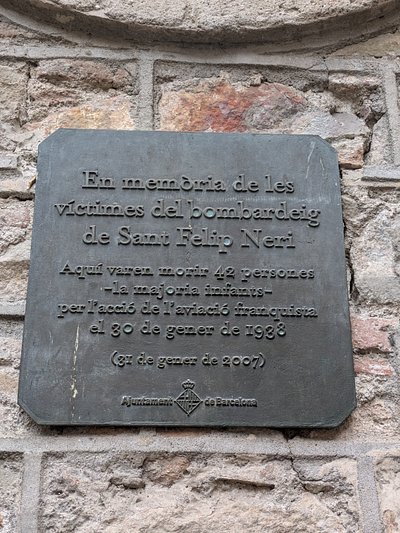 En memòria de les
víctimes del bombardeig
de Sant Felip Neri
Aquí varen morir 42 persones
-la majoria infants-
per l'acció de l'aviació franquista
el 30 de gener de 1938
(31 de gener de 2007)
Ajuntament de Barcelona